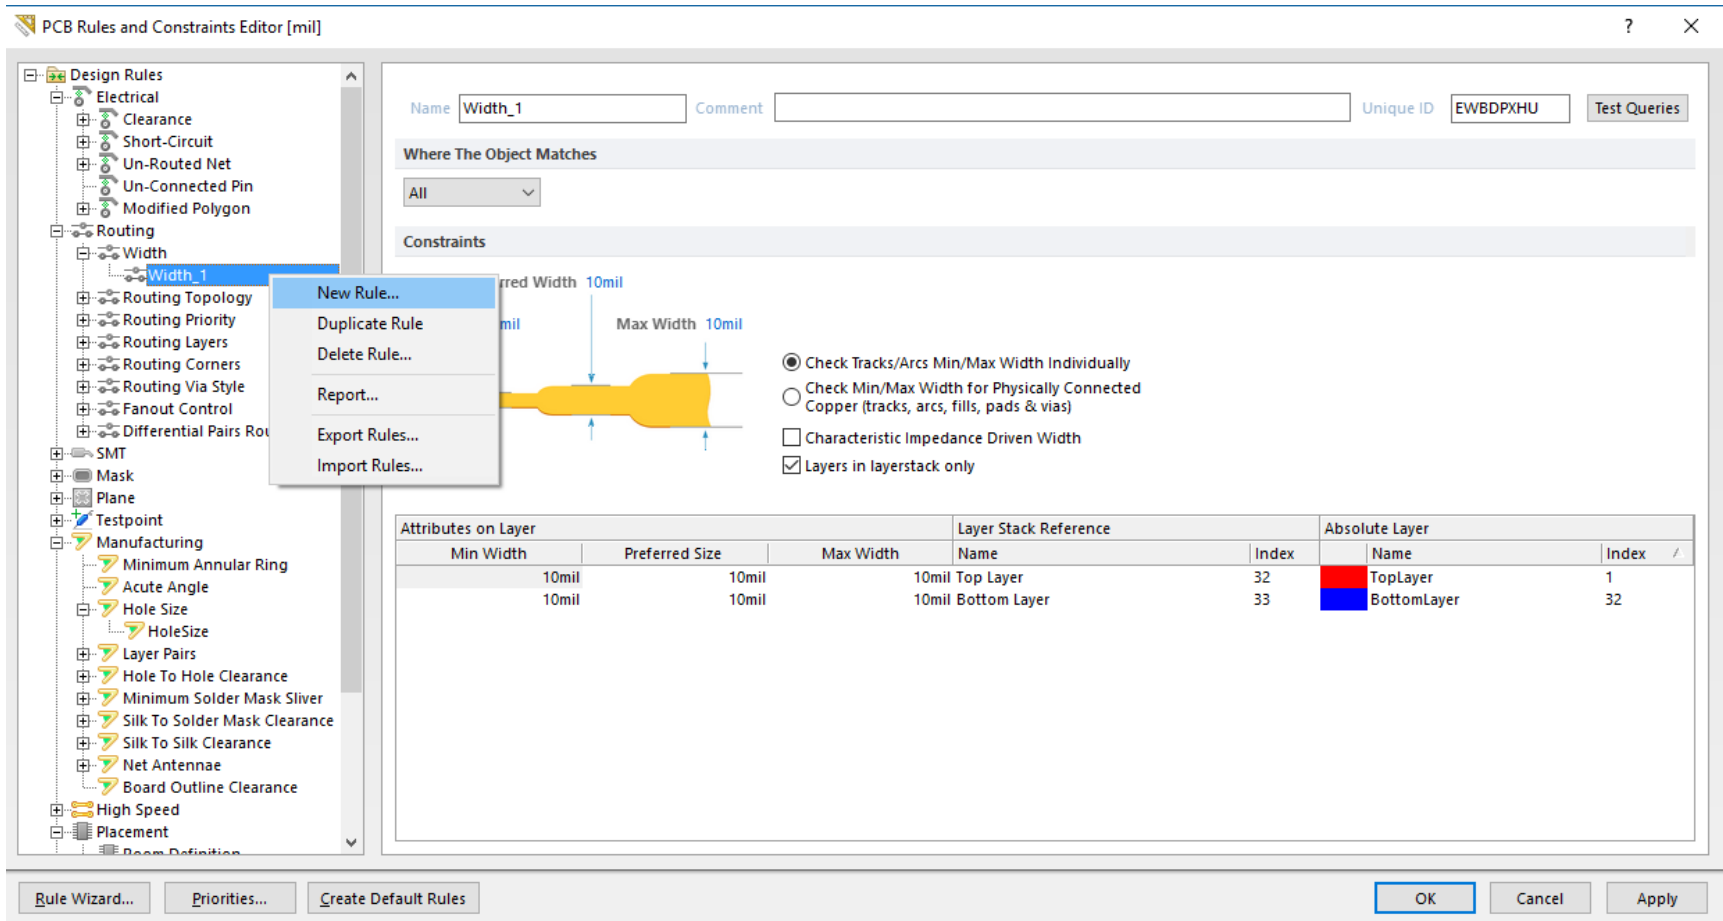 PCB Rules and Constraints Editor [mil]
?
Design Rules
Electrical
Clearance
Short-Circuit
Un-Routed Net
Un-Connected Pin
Modified Polygon
Routing
Width
Width_1
Routing Topology
Routing Priority
Routing Layers
Routing Corners
Routing Via Style
Fanout Control
Differential Pairs Rou
SMT
Mask
Plane
Testpoint
Manufacturing
Minimum Annular Ring
Acute Angle
Hole Size
HoleSize
Layer Pairs
Hole To Hole Clearance
Minimum Solder Mask Sliver
Silk To Solder Mask Clearance
Silk To Silk Clearance
Net Antennae
Board Outline Clearance
High Speed
Placement
Room Definition
New Rule...
Duplicate Rule
Delete Rule...
Report...
Export Rules...
Import Rules...
Name Width_1 Comment Unique ID EWBDPXHU Test Queries
Where The Object Matches
All
Constraints
rred Width 10mil
mil Max Width 10mil
Check Tracks/Arcs Min/Max Width Individually
Check Min/Max Width for Physically Connected
Copper (tracks, arcs, fills, pads & vias)
Characteristic Impedance Driven Width
Layers in layerstack only
Attributes on Layer Layer Stack Reference Absolute Layer
Min Width Preferred Size Max Width Name Index Name Index
10mil 10mil 10mil Top Layer 32 TopLayer 1
10mil 10mil 10mil Bottom Layer 33 BottomLayer 32
Rule Wizard... Priorities... Create Default Rules OK Cancel Apply